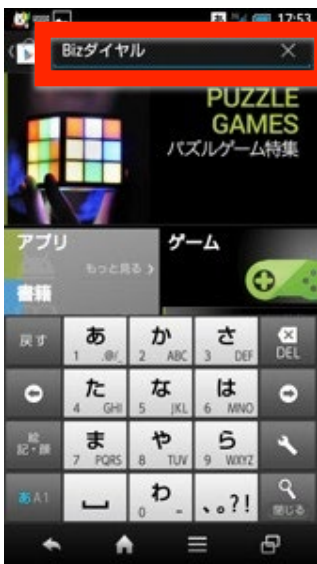 17:53
Bizダイヤル
PUZZLE
GAMES
パズルゲーム特集
アプリ
ゲーム
もっと見る >
書籍
戻す
あ
1 .@/_
か
2 ABC
さ
3 DEF
DEL
た
4 GHI
な
5 JKL
は
6 MNO
絵
記・顔
ま
7 PQRS
や
8 TUV
ら
9 WXYZ
あA1
わ
0 -
、。?!
閉じる